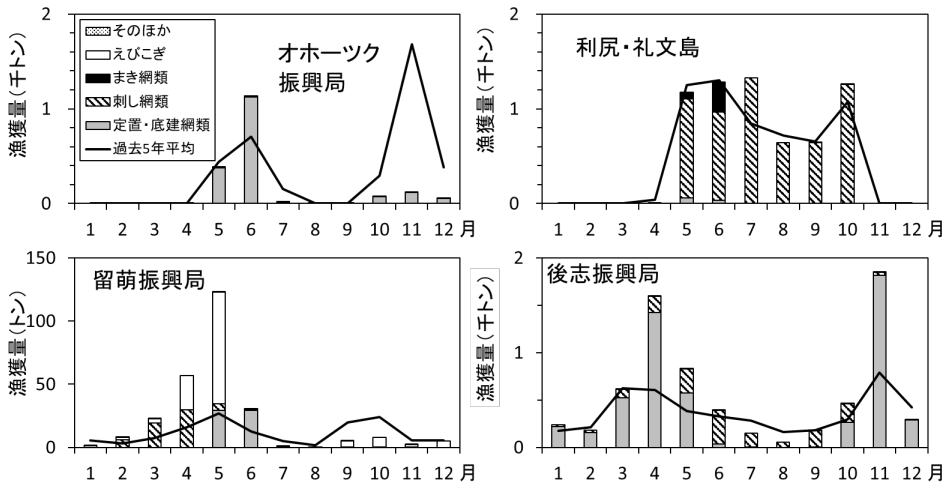 漁獲量(千トン)
2
1
0
そのほか
えびこぎ
まき網類
刺し網類
定置・底建網類
過去5年平均
オホーツク
振興局
1 2 3 4 5 6 7 8 9 10 11 12 月
漁獲量(千トン)
2
1
0
利尻・礼文島
1 2 3 4 5 6 7 8 9 10 11 12 月
漁獲量(トン)
150
100
50
0
留萌振興局
1 2 3 4 5 6 7 8 9 10 11 12 月
漁獲量(千トン)
2
1
0
後志振興局
1 2 3 4 5 6 7 8 9 10 11 12 月